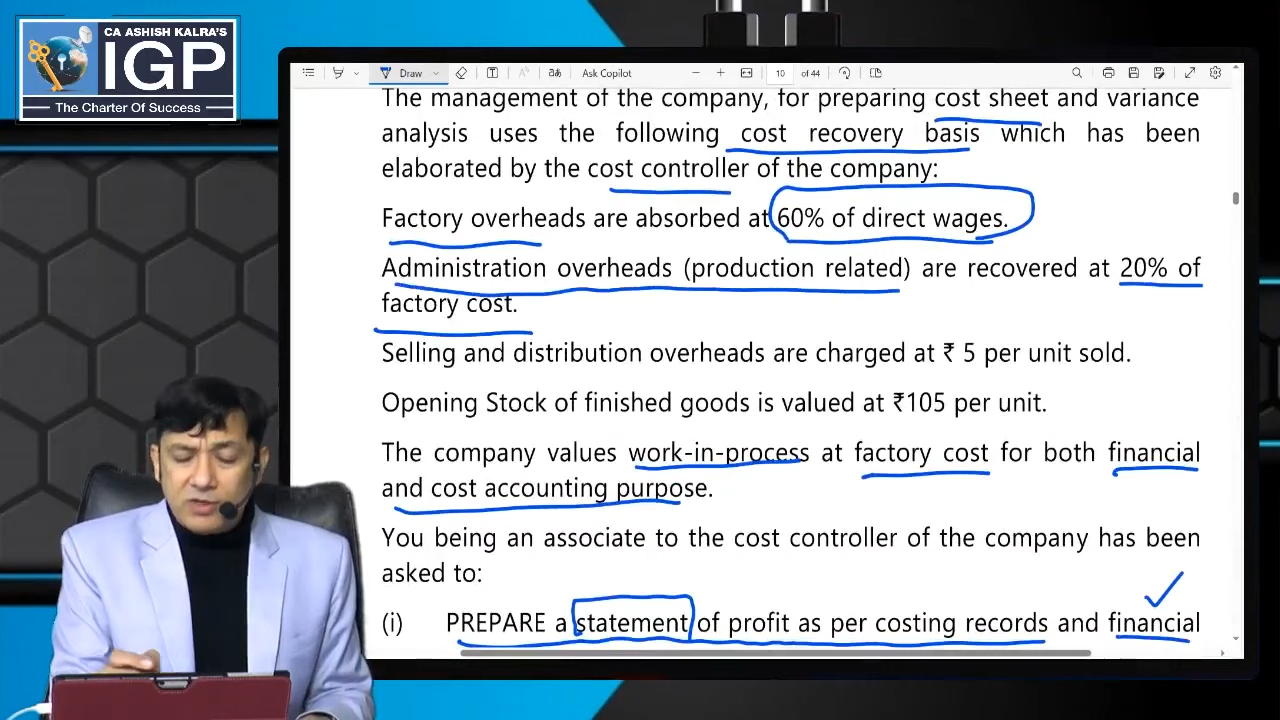 CA ASHISH KALRA'S
IGP
The Charter Of Success
Draw
Ask Copilot
10 of 44
The management of the company, for preparing cost sheet and variance
analysis uses the following cost recovery basis which has been
elaborated by the cost controller of the company:
Factory overheads are absorbed at 60% of direct wages.
Administration overheads (production related) are recovered at 20% of
factory cost.
Selling and distribution overheads are charged at ₹ 5 per unit sold.
Opening Stock of finished goods is valued at ₹105 per unit.
The company values work-in-process at factory cost for both financial
and cost accounting purpose.
You being an associate to the cost controller of the company has been
asked to:
(i) PREPARE a statement of profit as per costing records and financial